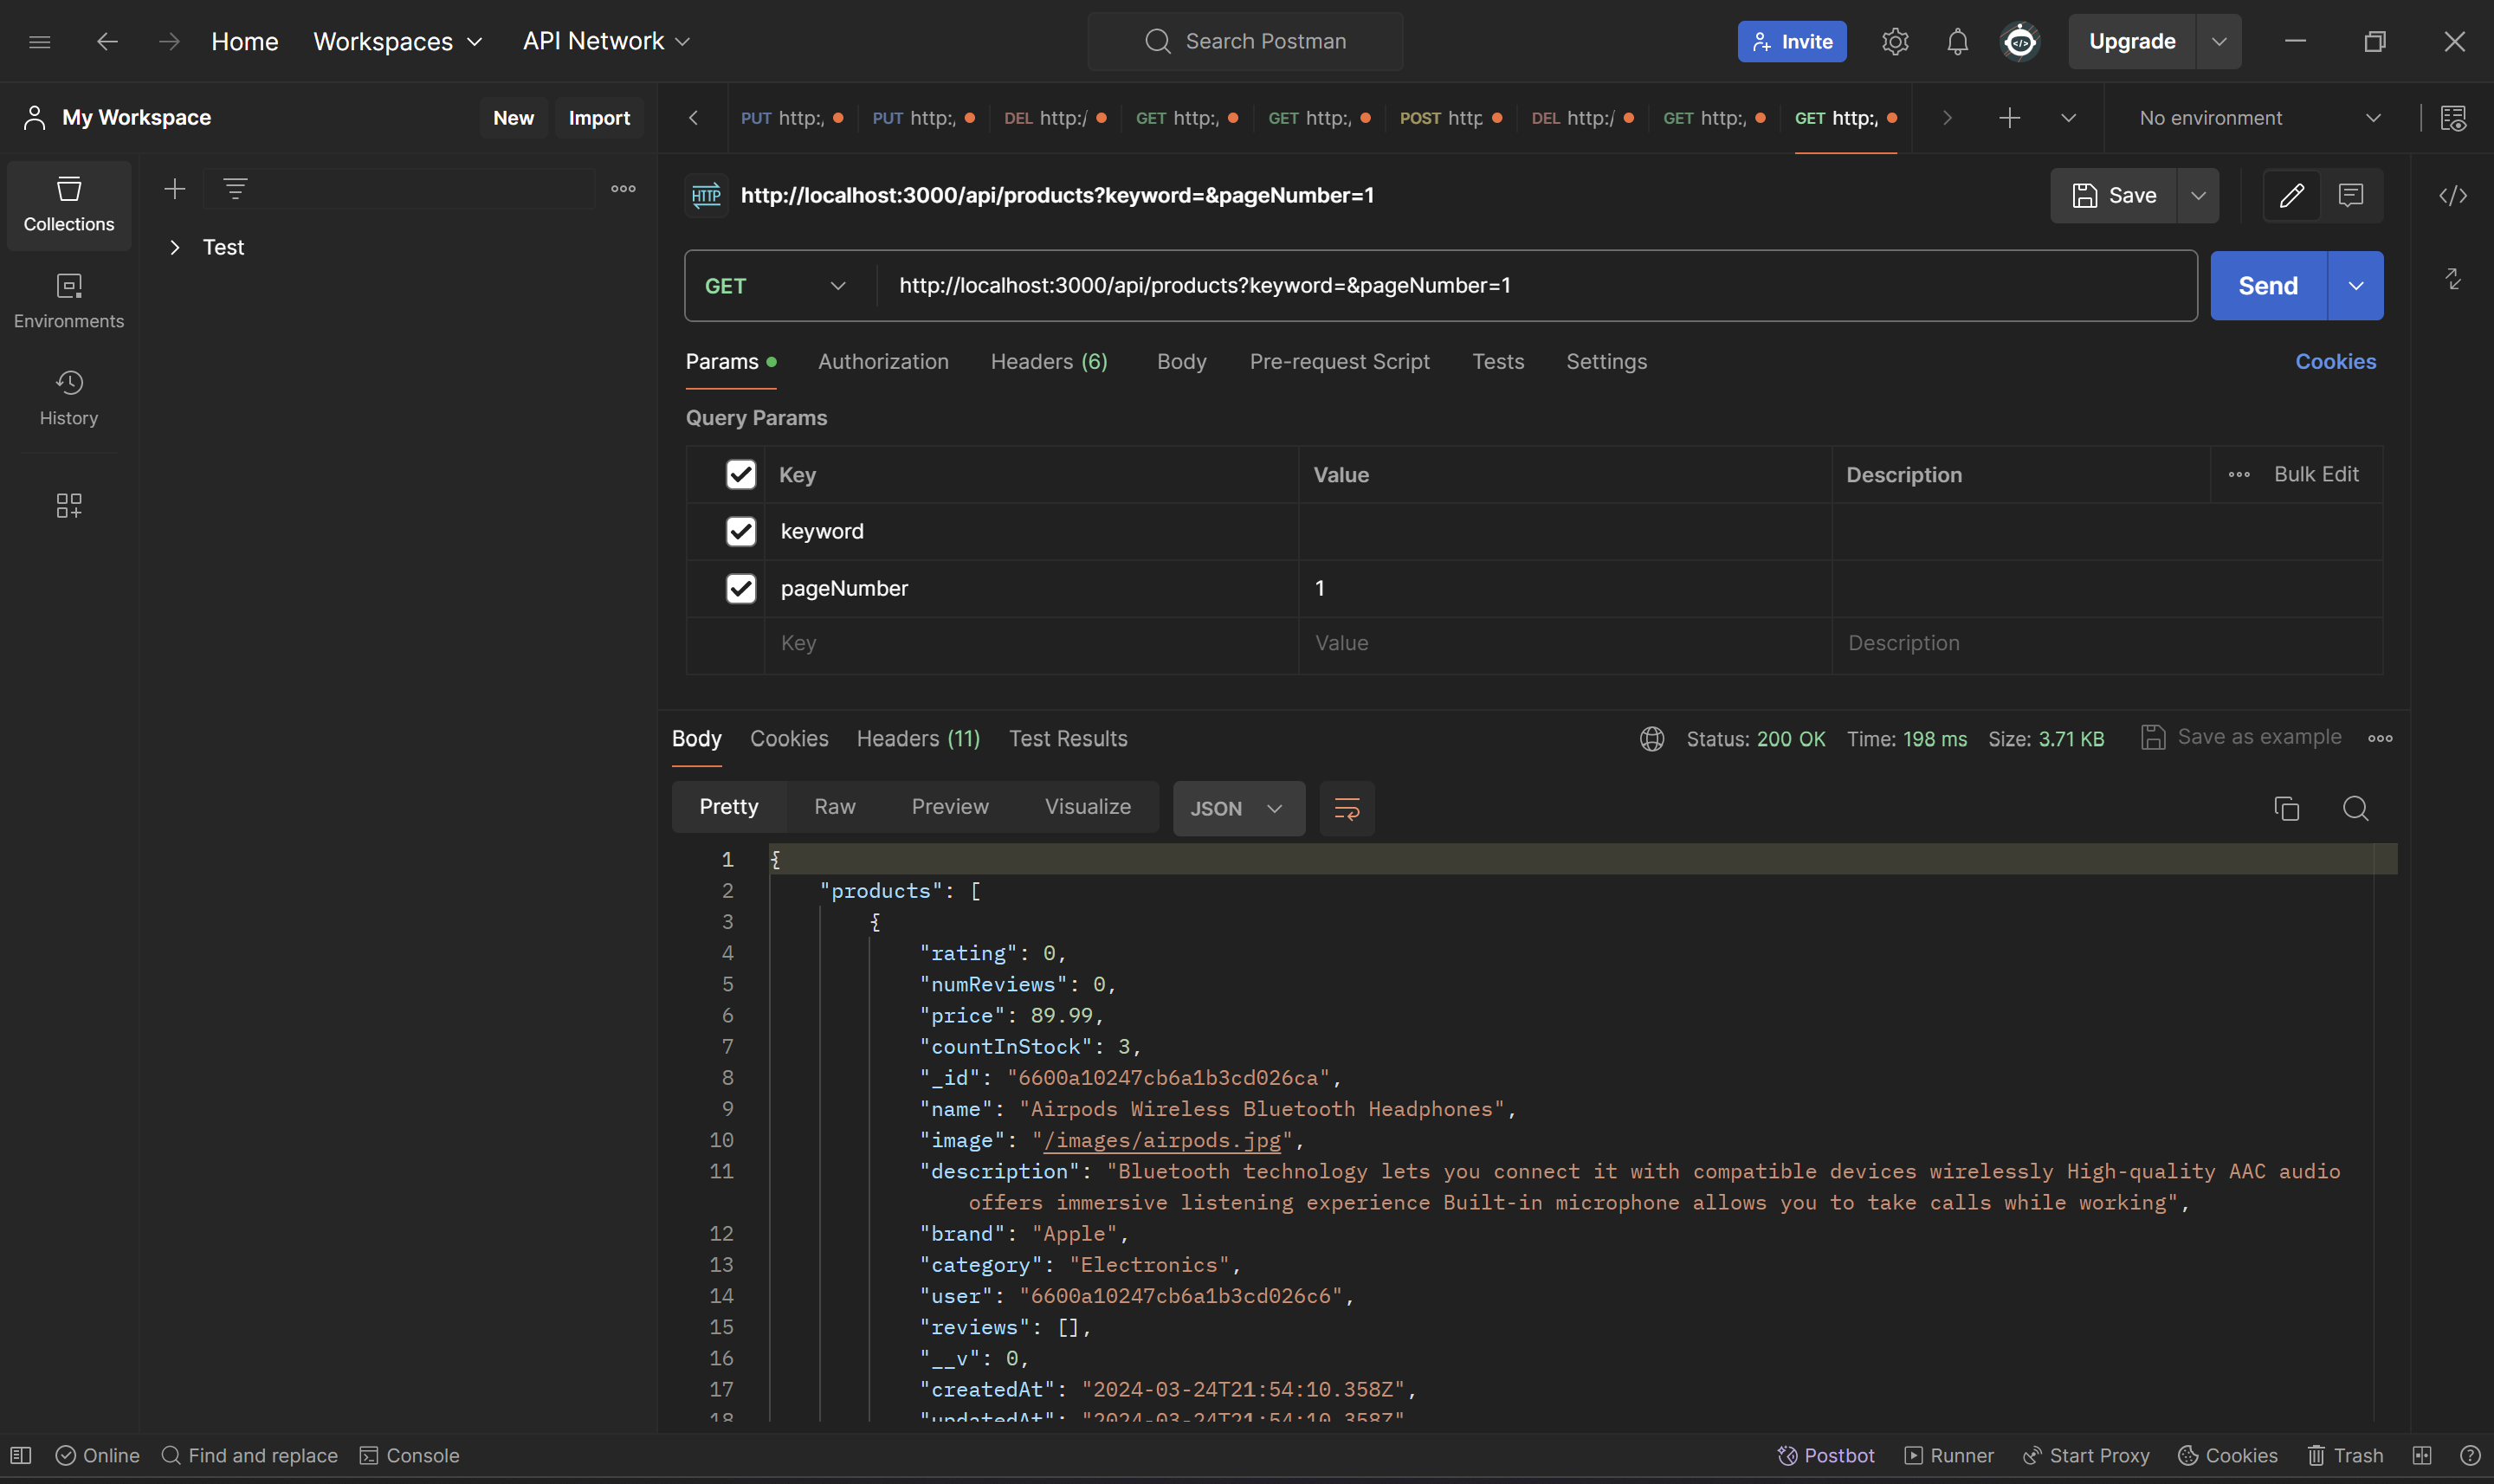 Home Workspaces API Network Search Postman Invite Upgrade
My Workspace New Import PUT http:, PUT http:, DEL http:/ GET http:, GET http:, POST http DEL http:/ GET http:, GET http:, No environment
Collections
Environments
History
Test
HTTP http://localhost:3000/api/products?keyword=&pageNumber=1 Save
GET http://localhost:3000/api/products?keyword=&pageNumber=1 Send
Params Authorization Headers (6) Body Pre-request Script Tests Settings Cookies
Query Params
Key Value Description Bulk Edit
keyword
pageNumber 1
Key Value Description
Body Cookies Headers (11) Test Results Status: 200 OK Time: 198 ms Size: 3.71 KB Save as example
Pretty Raw Preview Visualize JSON
1 {
2 "products": [
3 {
4 "rating": 0,
5 "numReviews": 0,
6 "price": 89.99,
7 "countInStock": 3,
8 "_id": "6600a10247cb6a1b3cd026ca",
9 "name": "Airpods Wireless Bluetooth Headphones",
10 "image": "/images/airpods.jpg",
11 "description": "Bluetooth technology lets you connect it with compatible devices wirelessly High-quality AAC audio
offers immersive listening experience Built-in microphone allows you to take calls while working",
12 "brand": "Apple",
13 "category": "Electronics",
14 "user": "6600a10247cb6a1b3cd026c6",
15 "reviews": [],
16 "__v": 0,
17 "createdAt": "2024-03-24T21:54:10.358Z",
18 "updatedAt": "2024-03-24T21:54:10.358Z"
Online Find and replace Console Postbot Runner Start Proxy Cookies Trash